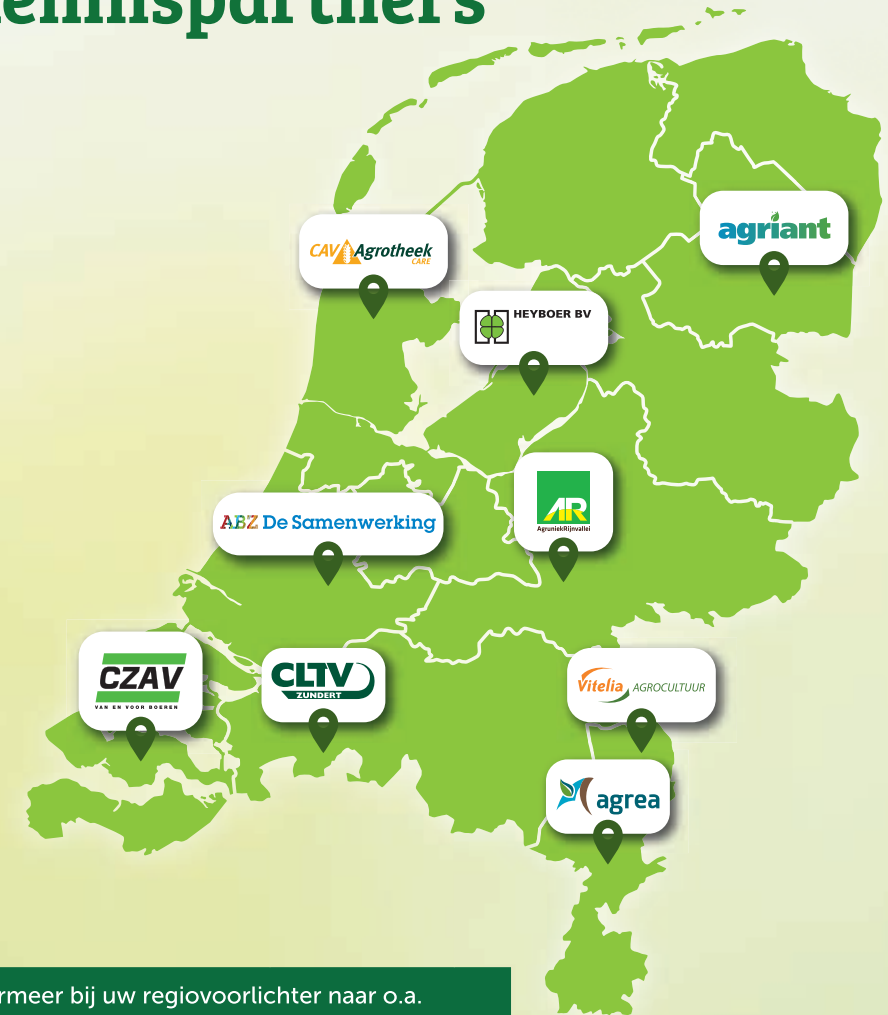 ennispartners
agriant
CAV Agrotheek
CARE
HEYBOER BV
AR
AgruniekRijnvallei
ABZ De Samenwerking
CZAV
VAN EN VOOR BOEREN
CLTV
ZUNDERT
Vitelia AGROCULTUUR
agrea
rmeer bij uw regiovoorlichter naar o.a.